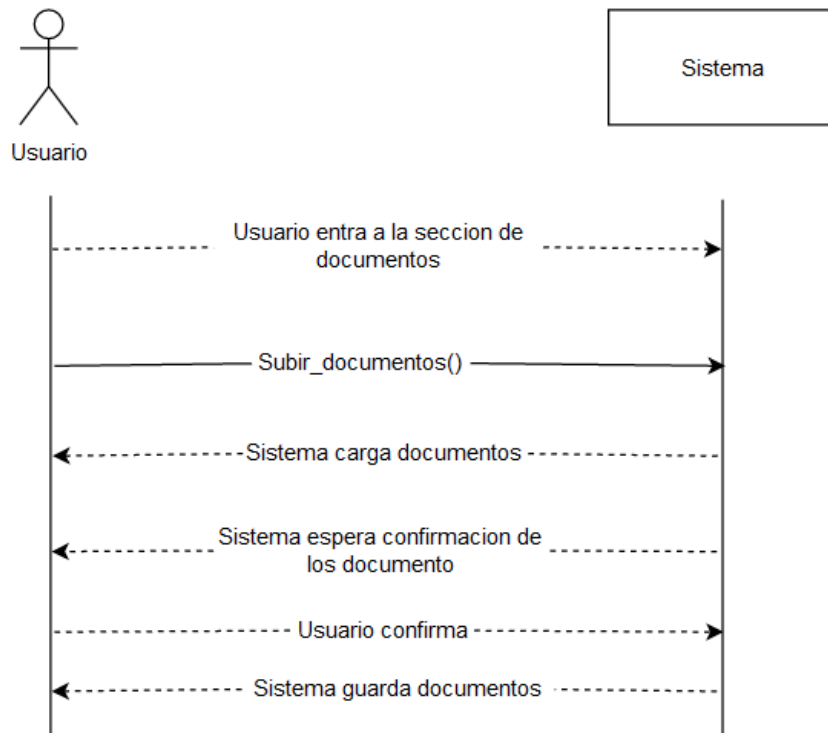 Sistema
Usuario
Usuario entra a la seccion de
documentos
Subir_documentos()
Sistema carga documentos
Sistema espera confirmacion de
los documento
Usuario confirma
Sistema guarda documentos